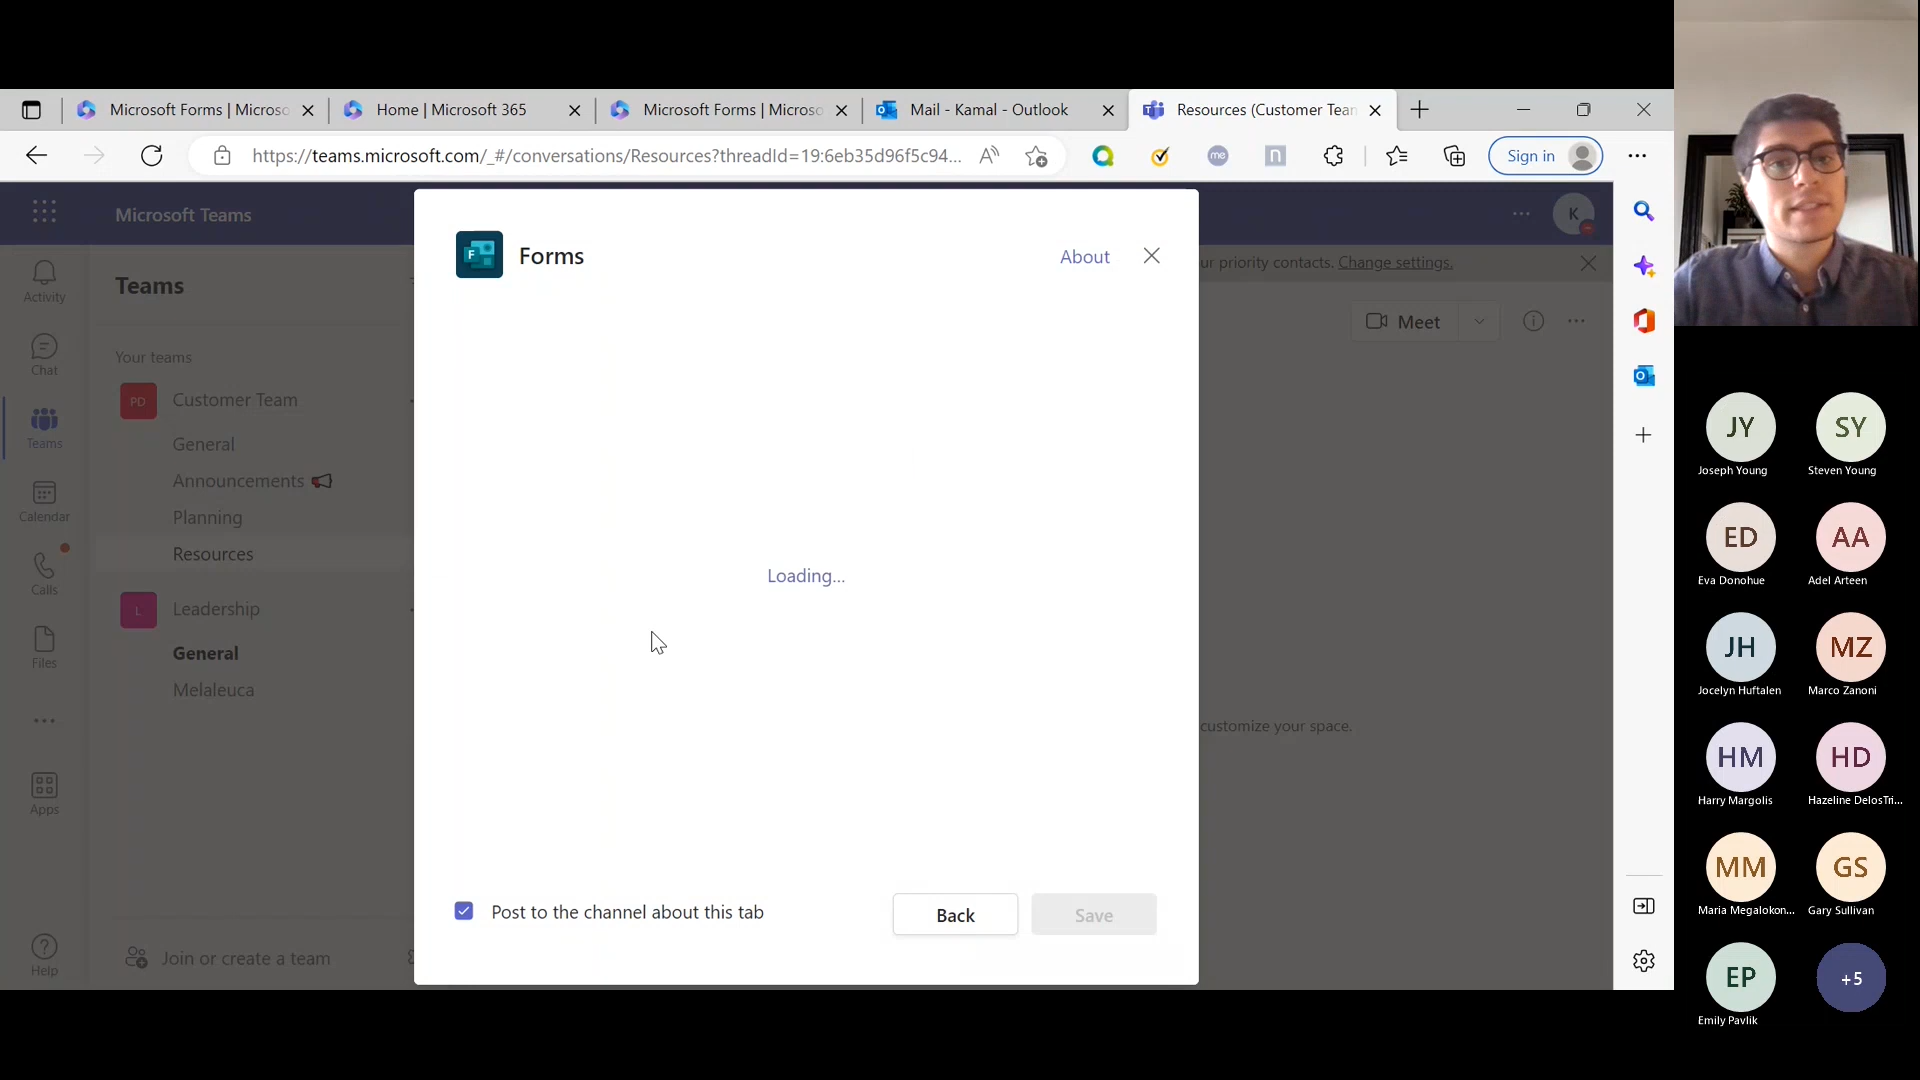 Microsoft Forms | Microso
Home | Microsoft 365
Microsoft Forms | Microso
Mail - Kamal - Outlook
Resources (Customer Tean
https://teams.microsoft.com/_#/conversations/Resources?threadId=19:6eb35d96f5c94...
me
n
Sign in
Microsoft Teams
K
Forms
About
ur priority contacts. Change settings.
Activity
Chat
Teams
Calendar
Calls
Files
Apps
Help
Teams
Your teams
PD
Customer Team
General
Announcements
Planning
Resources
L
Leadership
General
Melaleuca
Join or create a team
Meet
Loading...
customize your space.
Post to the channel about this tab
Back
Save
JY
Joseph Young
SY
Steven Young
ED
Eva Donohue
AA
Adel Arteen
JH
Jocelyn Huftalen
MZ
Marco Zanoni
HM
Harry Margolis
HD
Hazeline DelosTri...
MM
Maria Megalokon...
GS
Gary Sullivan
EP
Emily Pavlik
+5